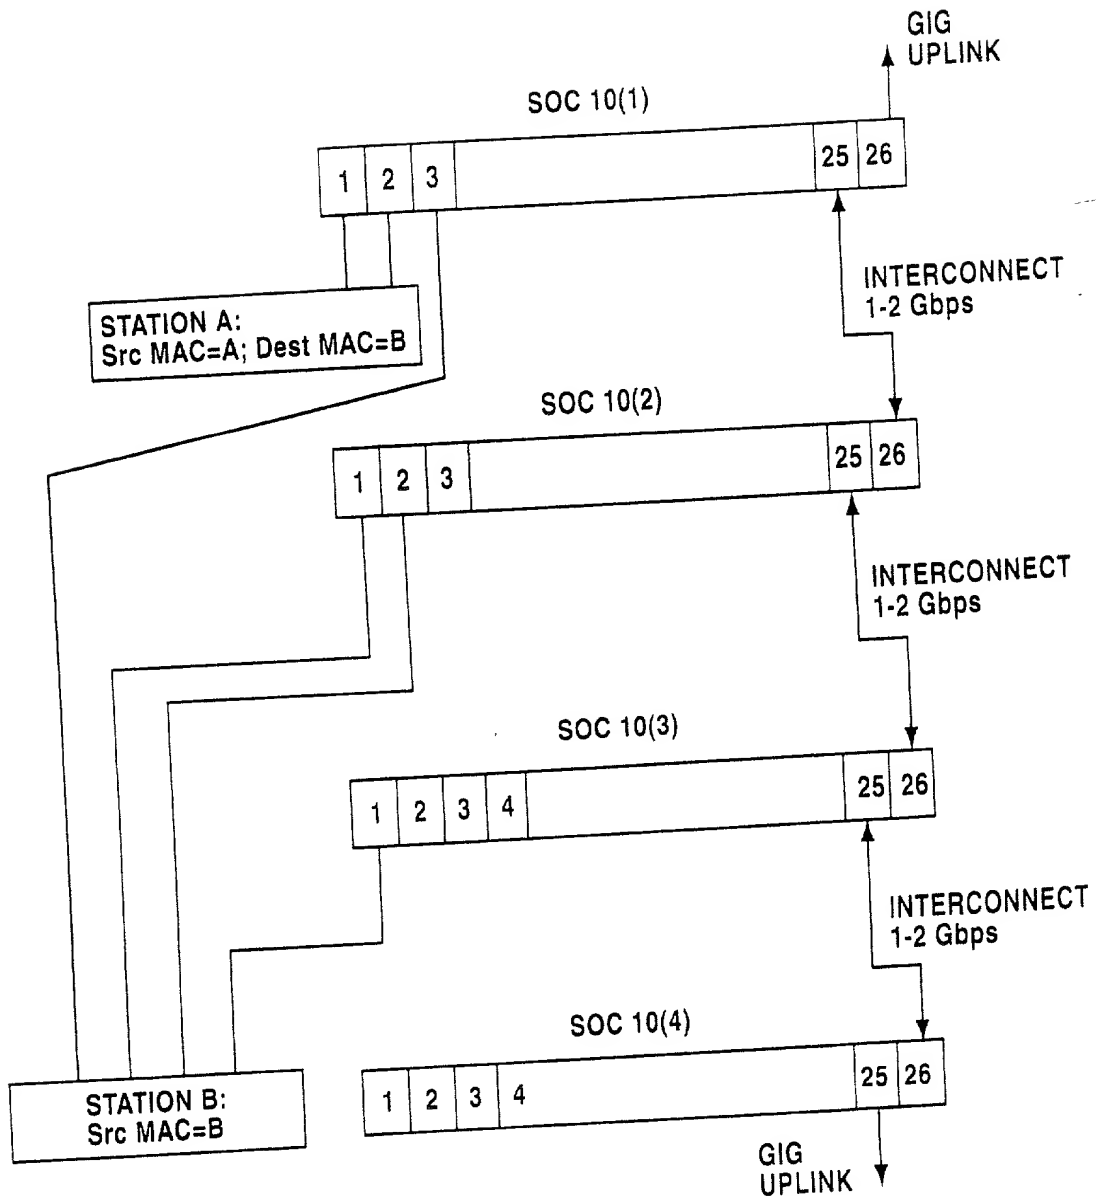 GIG
UPLINK
SOC 10(1)
1 2 3 25 26
INTERCONNECT
1-2 Gbps
STATION A:
Src MAC=A; Dest MAC=B
SOC 10(2)
1 2 3 25 26
INTERCONNECT
1-2 Gbps
SOC 10(3)
1 2 3 4 25 26
INTERCONNECT
1-2 Gbps
SOC 10(4)
1 2 3 4 25 26
STATION B:
Src MAC=B
GIG
UPLINK